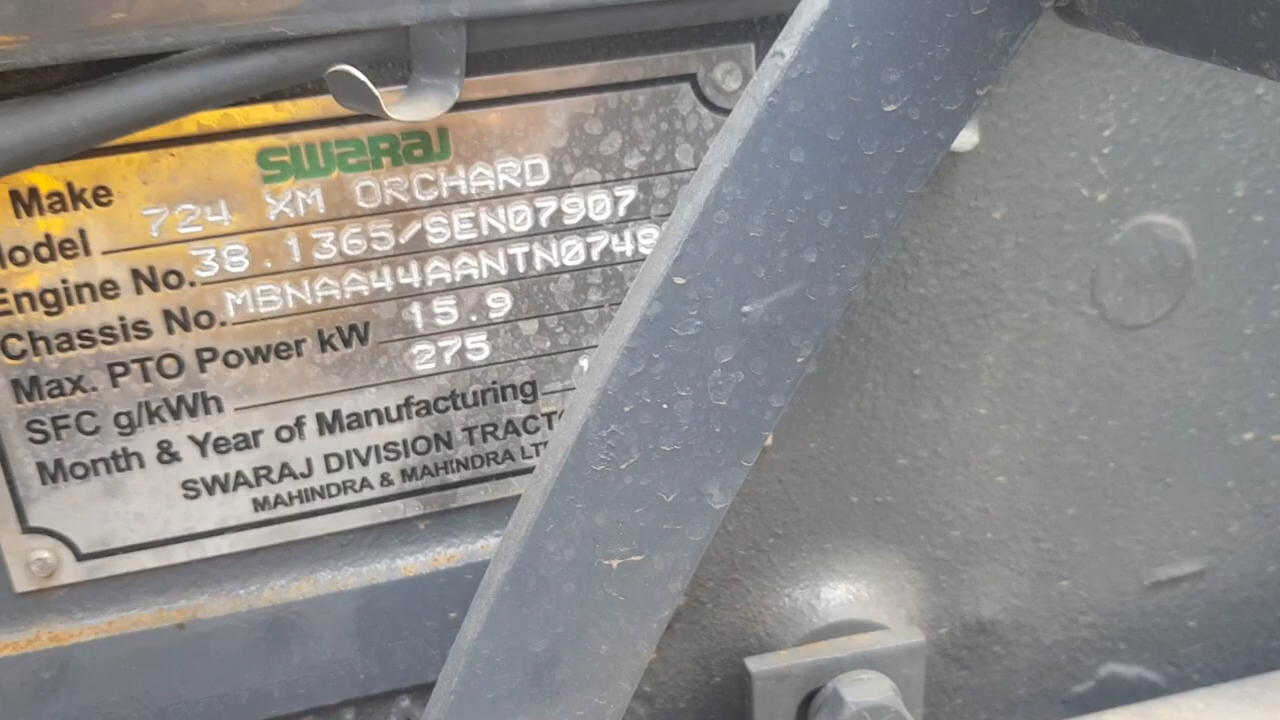 SWARAJ
Make
Model 724 XM ORCHARD
Engine No. 38.1365/SEN07907
Chassis No. MBNAA44AANTN0748
Max. PTO Power kW 15.9
SFC g/kWh 275
Month & Year of Manufacturing
SWARAJ DIVISION TRACTO
MAHINDRA & MAHINDRA LT